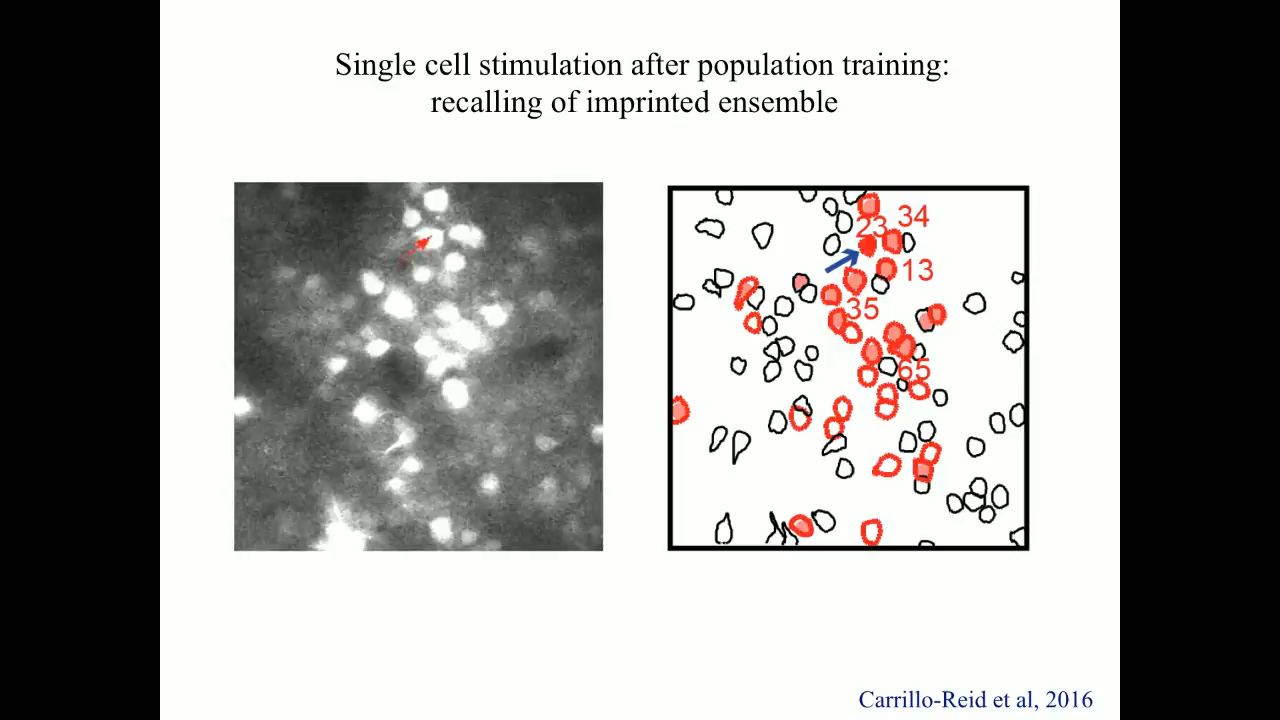 Single cell stimulation after population training:
recalling of imprinted ensemble
34
23
13
35
65
Carrillo-Reid et al, 2016